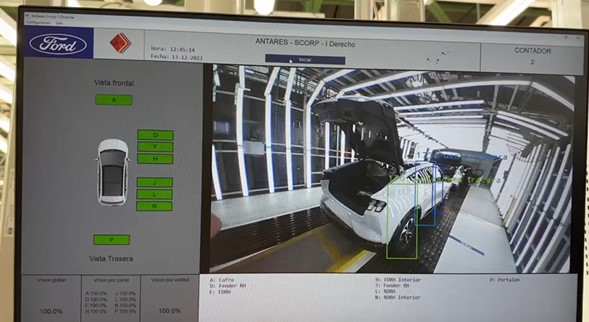 Antares Scorp I Derecha
Configuracion Salir
Ford
Hora: 12:45:14
Fecha: 13-12-2023
ANTARES - SCORP - I Derecho
Iniciar
CONTADOR
2
Vista frontal
A
D
F
H
J
L
N
P
Vista Trasera
Vision global
100.0%
Vision por panel
A 100.0% J 100.0%
D 100.0% L 100.0%
F 100.0% N 100.0%
H 100.0% P 100.0%
Vision por unidad
100.0%
A: Cofre
D: Fender RH
F: FDRH
H: FDRH Interior
J: Fender RH
L: RDRH
N: RDRH Interior
P: Portalon